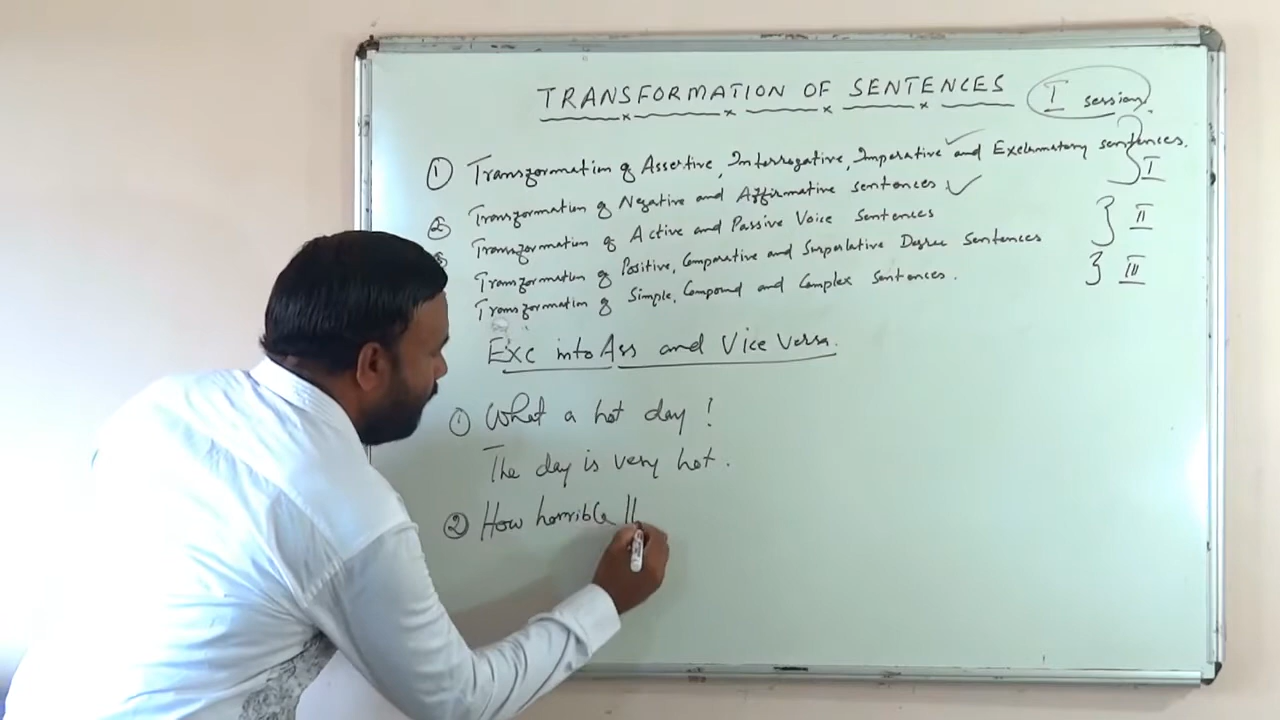 TRANSFORMATION OF SENTENCES I session.
① Transformation of Assertive, Interrogative, Imperative and Exclamatory sentences. I
② Transformation of Negative and Affirmative sentences
Transformation of Active and Passive Voice Sentences II
Transformation of Positive, Comparative and Superlative Degree Sentences
Transformation of Simple, Compound and Complex Sentences. III
Exc into Ass and Vice Versa.
① What a hot day !
The day is very hot.
② How horrible